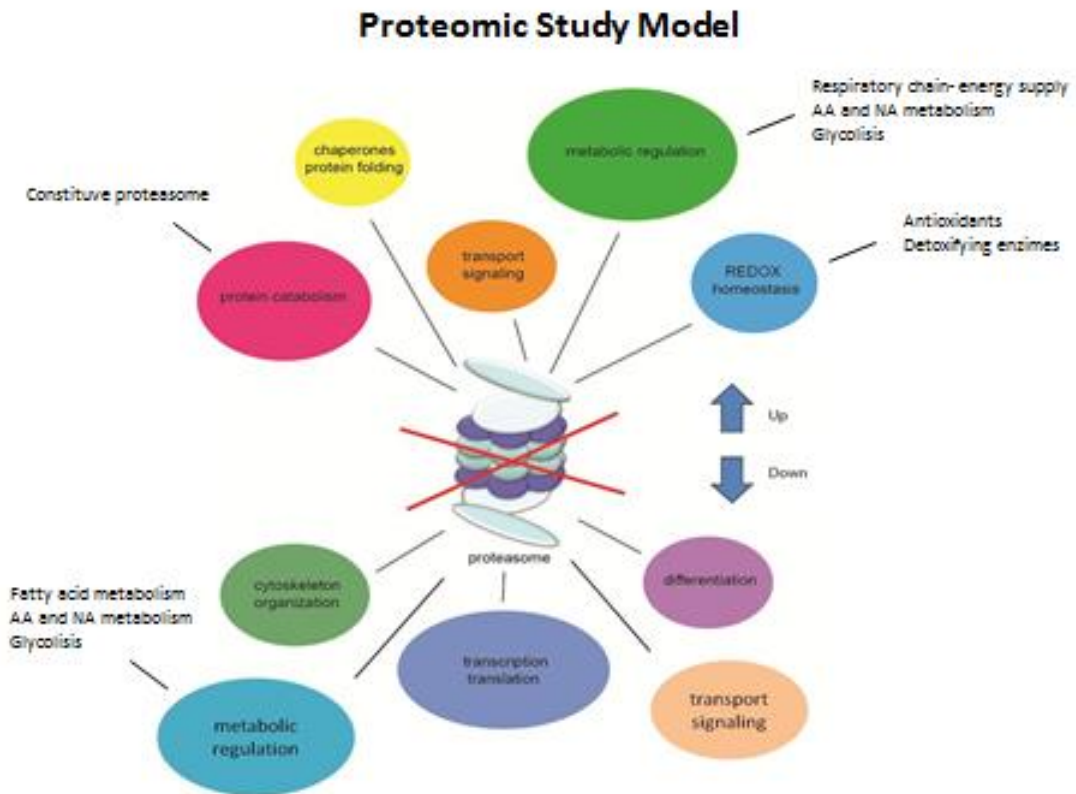 Proteomic Study Model
Respiratory chain- energy supply
AA and NA metabolism
Glycolisis
chaperones
protein folding
metabolic regulation
Constituve proteasome
Antioxidants
Detoxifying enzimes
transport
signaling
REDOX
homeostasis
protein catabolism
Up
Down
proteasome
cytoskeleton
organization
differentiation
Fatty acid metabolism
AA and NA metabolism
Glycolisis
transcription
translation
transport
signaling
metabolic
regulation